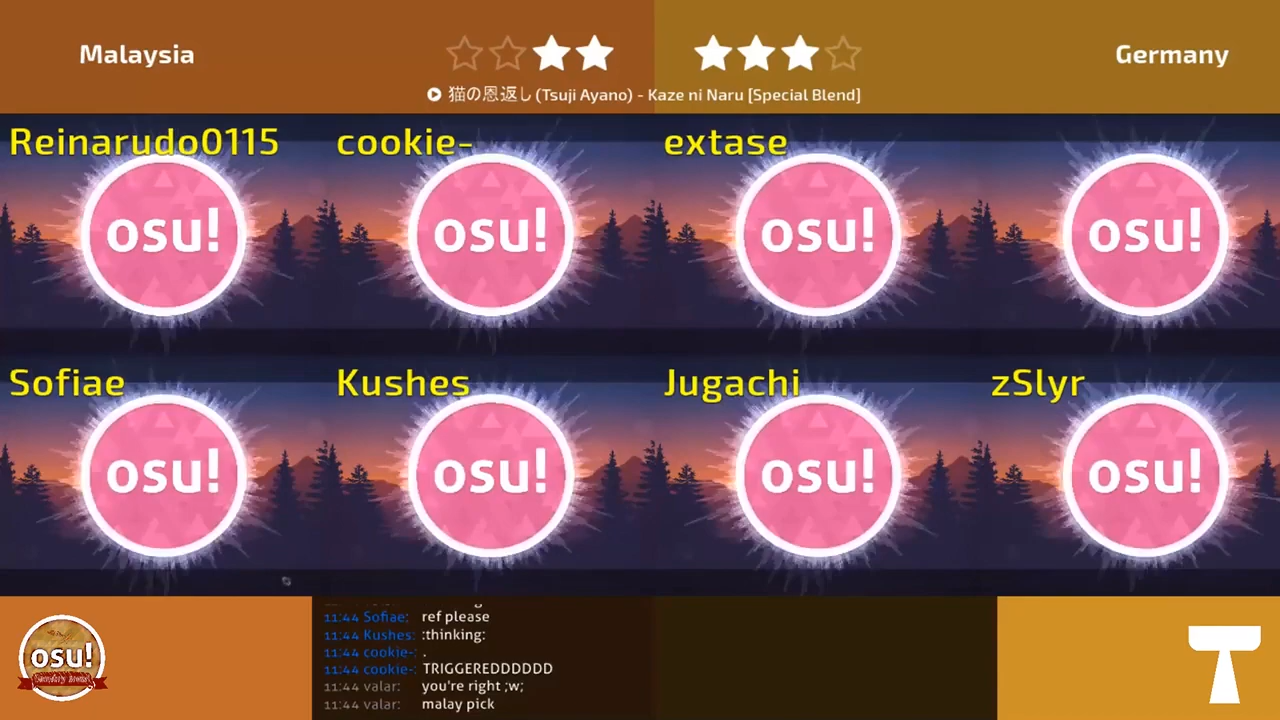 Malaysia
Germany
猫の恩返し (Tsuji Ayano) - Kaze ni Naru [Special Blend]
Reinarudo0115
cookie-
extase
osu!
osu!
osu!
osu!
Sofiae
Kushes
Jugachi
zSlyr
osu!
osu!
osu!
osu!
11:44 Sofiae: ref please
11:44 Kushes: :thinking:
11:44 cookie-: .
11:44 cookie-: TRIGGEREDDDDDD
11:44 valar: you're right ;w;
11:44 valar: malay pick
osu!
T